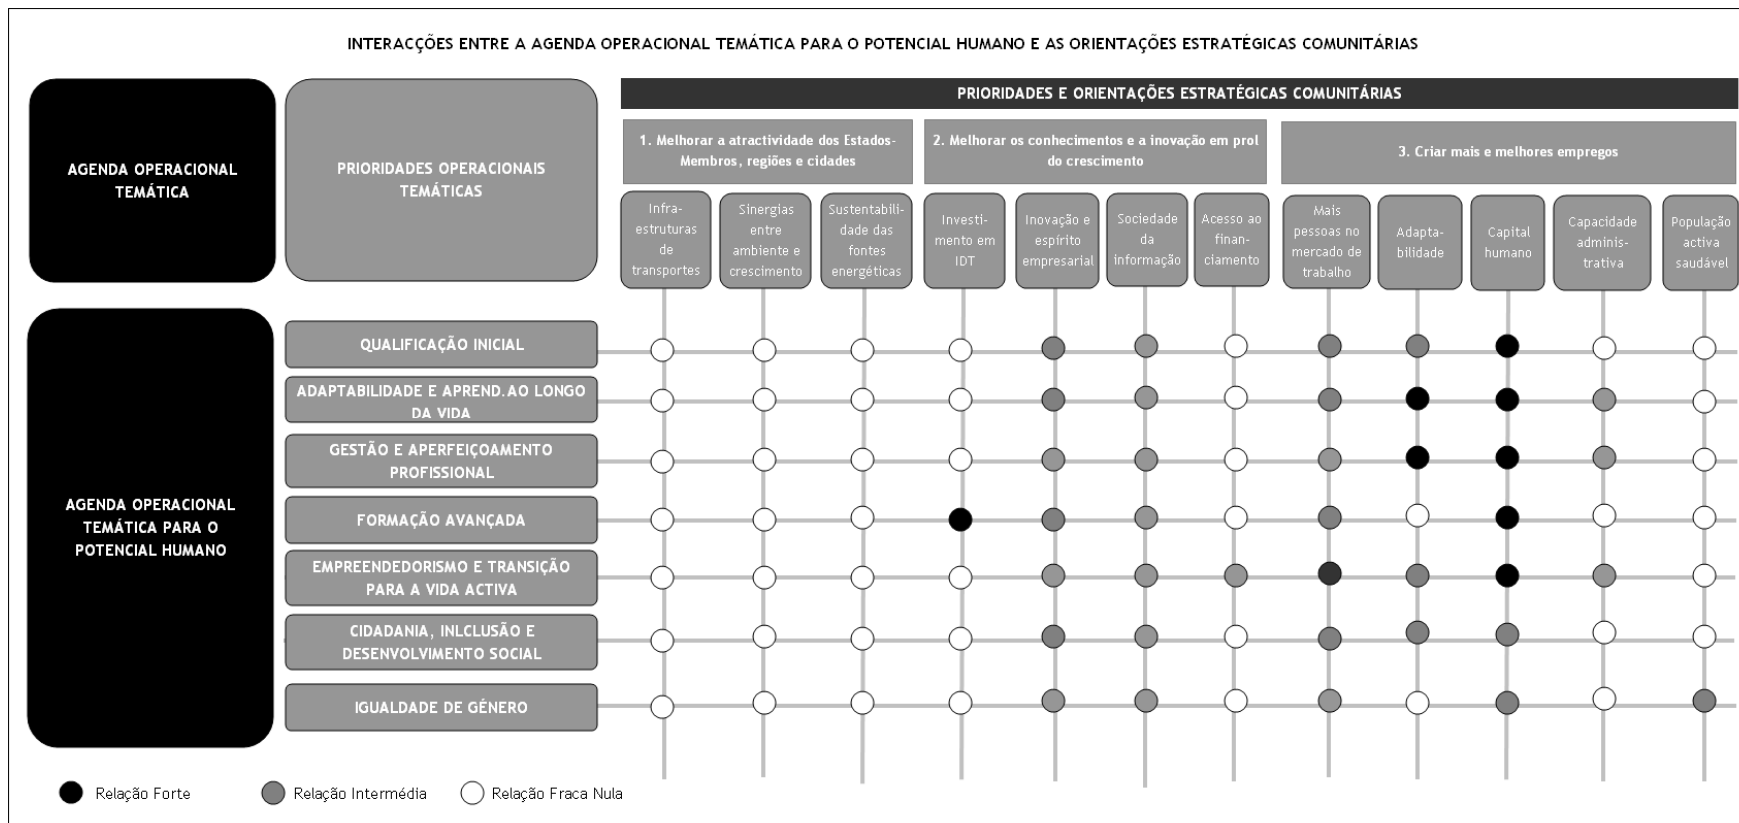 INTERACÇÕES ENTRE A AGENDA OPERACIONAL TEMÁTICA PARA O POTENCIAL HUMANO E AS ORIENTAÇÕES ESTRATÉGICAS COMUNITÁRIAS
AGENDA OPERACIONAL
TEMÁTICA
PRIORIDADES OPERACIONAIS
TEMÁTICAS
PRIORIDADES E ORIENTAÇÕES ESTRATÉGICAS COMUNITÁRIAS
1. Melhorar a atractividade dos Estados-
Membros, regiões e cidades
2. Melhorar os conhecimentos e a inovação em prol
do crescimento
3. Criar mais e melhores empregos
Infra-
estruturas
de
transportes
Sinergias
entre
ambiente e
crescimento
Sustentabili-
dade das
fontes
energéticas
Investi-
mento em
IDT
Inovação e
espírito
empresarial
Sociedade
da
informação
Acesso ao
finan-
ciamento
Mais
pessoas no
mercado de
trabalho
Adapta-
bilidade
Capital
humano
Capacidade
adminis-
trativa
População
activa
saudável
AGENDA OPERACIONAL
TEMÁTICA PARA O
POTENCIAL HUMANO
QUALIFICAÇÃO INICIAL
ADAPTABILIDADE E APREND.AO LONGO
DA VIDA
GESTÃO E APERFEIÇOAMENTO
PROFISSIONAL
FORMAÇÃO AVANÇADA
EMPREENDEDORISMO E TRANSIÇÃO
PARA A VIDA ACTIVA
CIDADANIA, INLCLUSÃO E
DESENVOLVIMENTO SOCIAL
IGUALDADE DE GÉNERO
Relação Forte
Relação Intermédia
Relação Fraca Nula